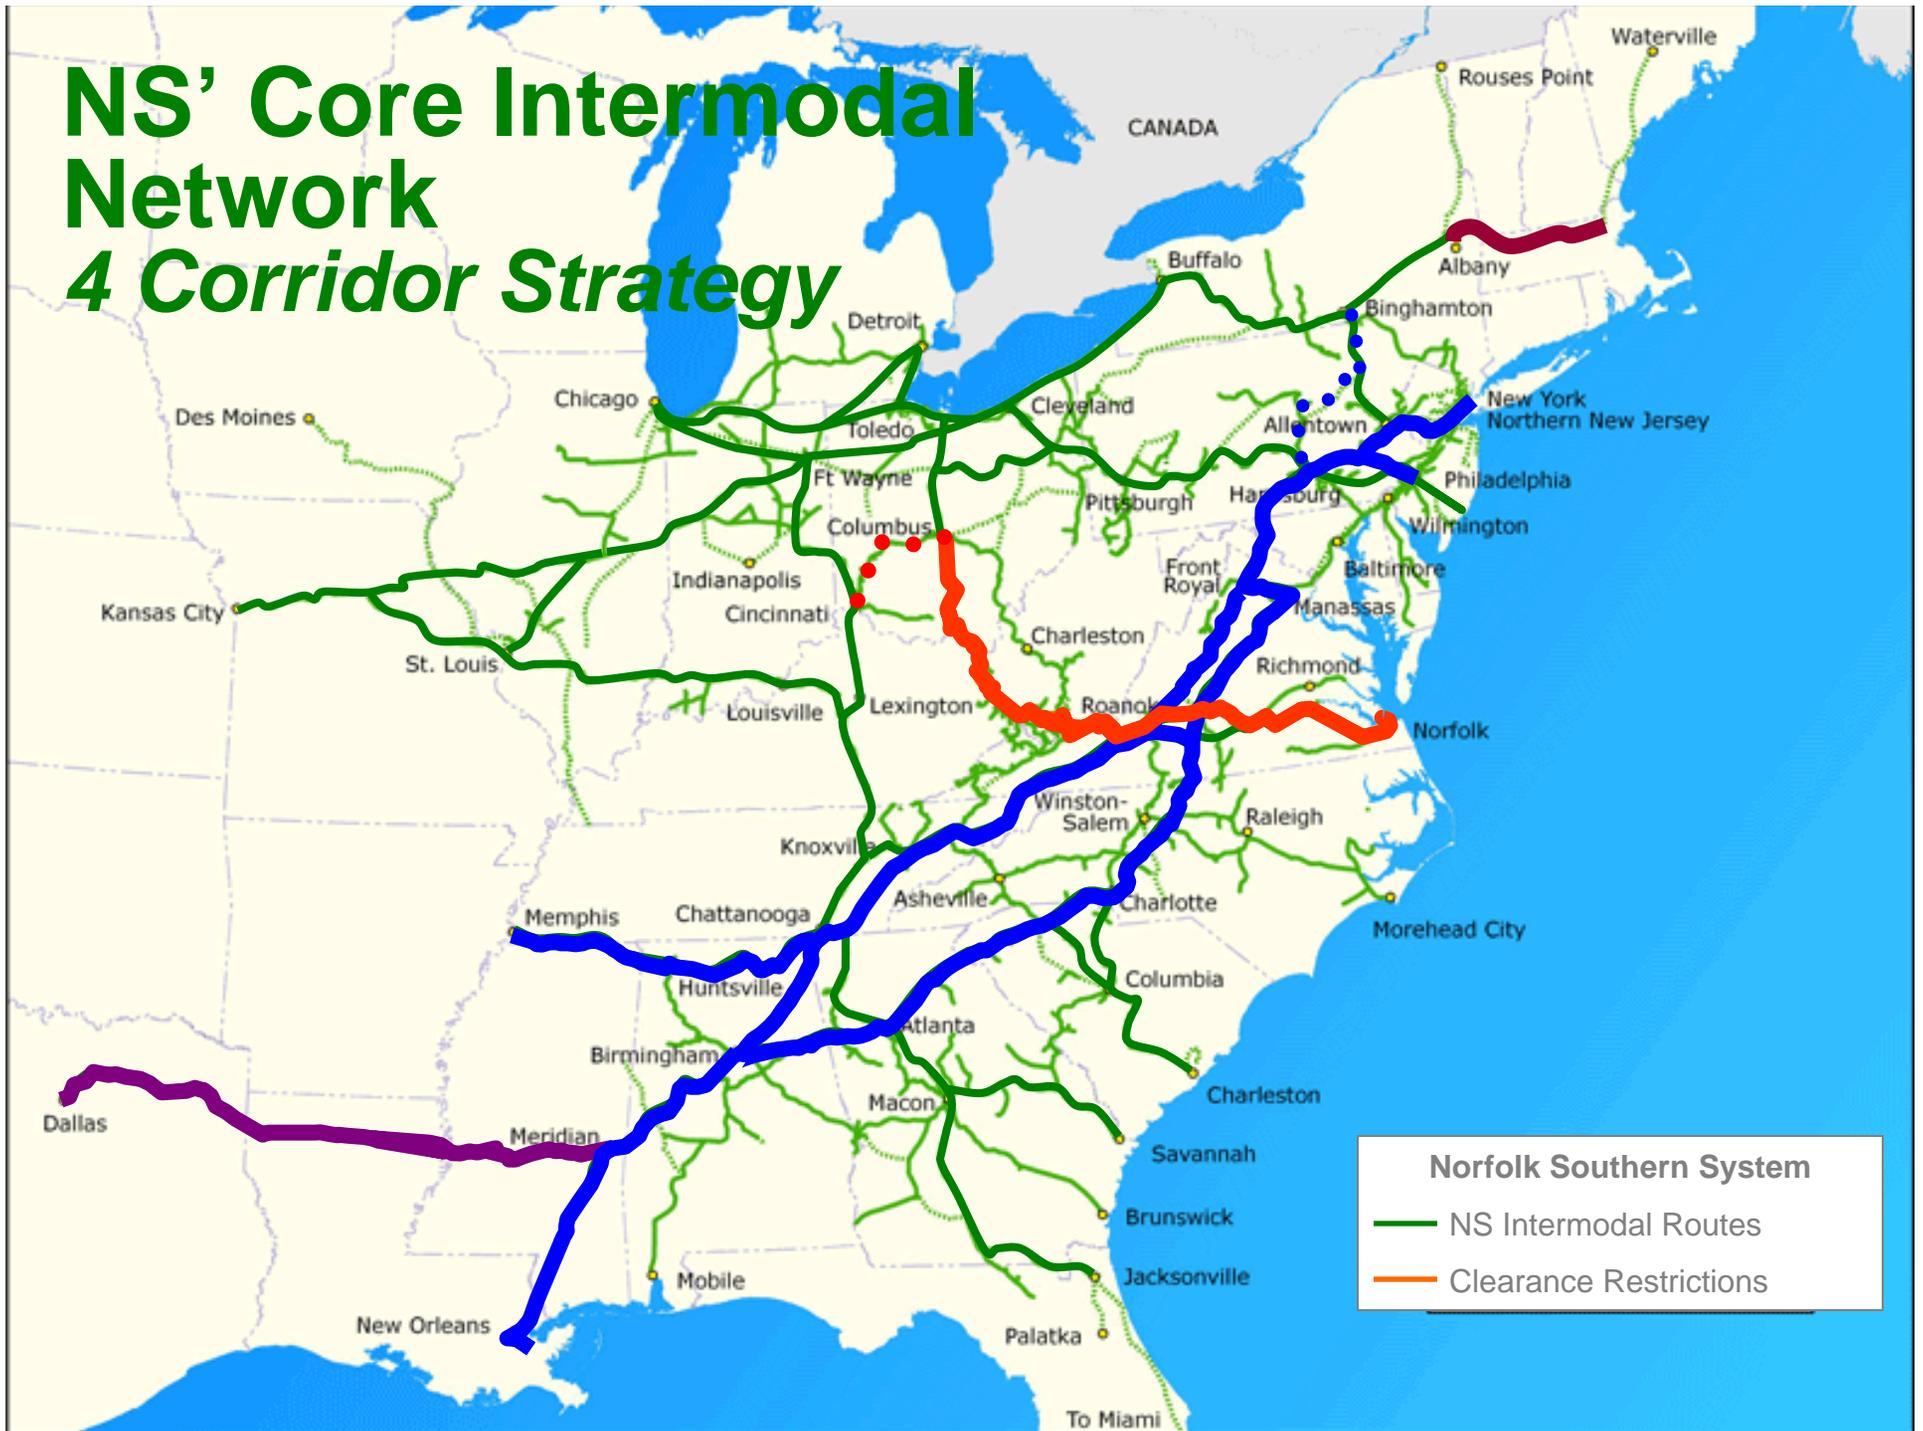 NS’ Core Intermodal
Network
4 Corridor Strategy
Waterville
Rouses Point
CANADA
Buffalo
Albany
Binghamton
Detroit
Chicago
Cleveland
New York
Northern New Jersey
Des Moines
Toledo
Allentown
Ft Wayne
Pittsburgh
Harrisburg
Philadelphia
Columbus
Wilmington
Indianapolis
Front
Royal
Baltimore
Kansas City
Cincinnati
Manassas
Charleston
St. Louis
Richmond
Louisville
Lexington
Roanok
Norfolk
Winston-
Salem
Raleigh
Knoxville
Asheville
Charlotte
Memphis
Chattanooga
Morehead City
Huntsville
Columbia
Atlanta
Birmingham
Charleston
Macon
Dallas
Meridian
Savannah
Norfolk Southern System
NS Intermodal Routes
Clearance Restrictions
Brunswick
Mobile
Jacksonville
New Orleans
Palatka
To Miami